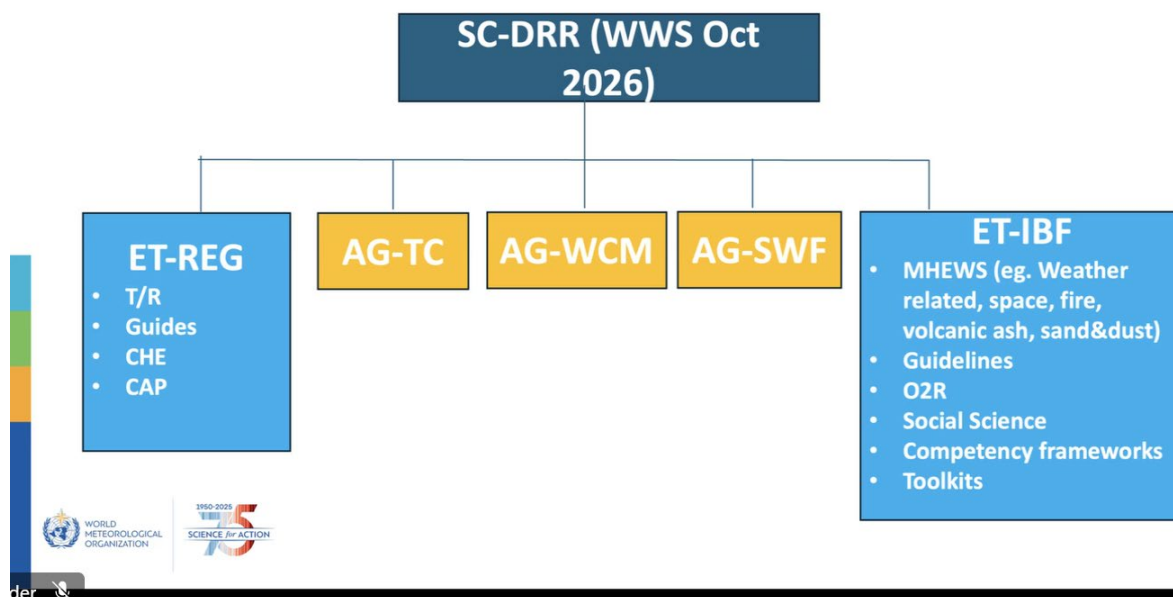 SC-DRR (WWS Oct
2026)
ET-REG
• T/R
• Guides
• CHE
• CAP
AG-TC
AG-WCM
AG-SWF
ET-IBF
• MHEWS (eg. Weather
related, space, fire,
volcanic ash, sand&dust)
• Guidelines
• O2R
• Social Science
• Competency frameworks
• Toolkits
WORLD
METEOROLOGICAL
ORGANIZATION
1950-2025
75
SCIENCE for ACTION
der